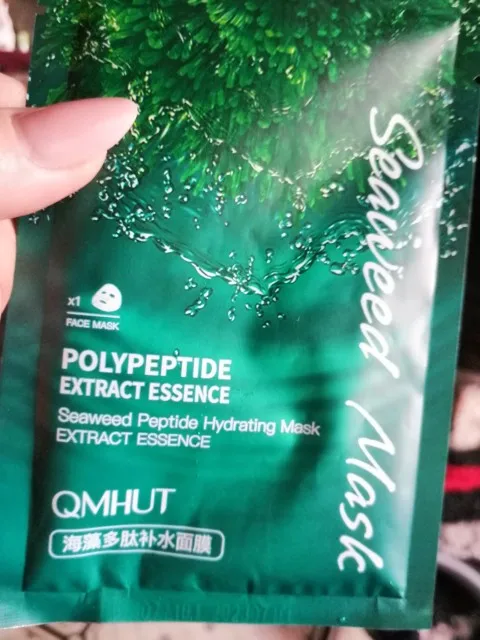 Seaweed Mask
x1
FACE MASK
POLYPEPTIDE
EXTRACT ESSENCE
Seaweed Peptide Hydrating Mask
EXTRACT ESSENCE
QMHUT
海藻多肽补水面膜